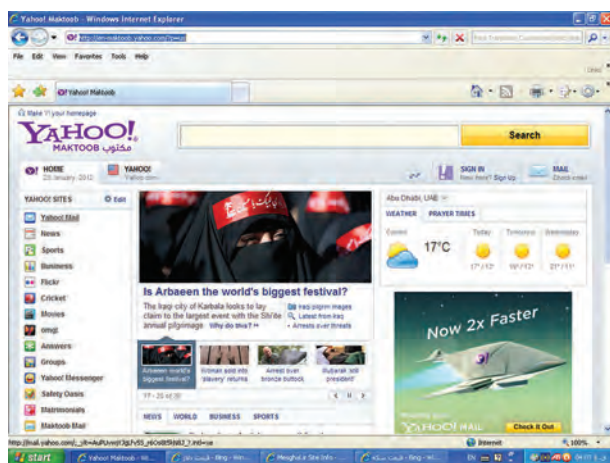 Yahoo! Maktoob - Windows Internet Explorer
File Edit View Favorites Tools Help
Yahoo! Maktoob
Make Y! your homepage
YAHOO!
MAKTOOB مكتوب
Search
HOME
YAHOO!
SIGN IN
New here? Sign Up
MAIL
YAHOO! SITES
Edit
Yahoo! Mail
News
Sports
Business
Flickr
Cricket
Movies
omg!
Answers
Groups
Yahoo! Messenger
Safety Oasis
Matrimonials
Maktoob Mail
Is Arbaeen the world's biggest festival?
The Iraqi city of Karbala looks to lay
claim to the largest event with the Shi'ite
annual pilgrimage. Why do this? »
Iraqi pilgrim images
Latest from Iraq
Arrests over threats
Arbaeen world's
biggest festival?
Woman sold into
'slavery' returns
Arrest over
bronze buttock
Mubarak 'still
president'
NEWS WORLD BUSINESS SPORTS
Abu Dhabi, UAE
WEATHER PRAYER TIMES
Current
17°C
Today
Tomorrow
Wednesday
Now 2x Faster
YAHOO! MAIL
Check It Out
Internet
100%
start